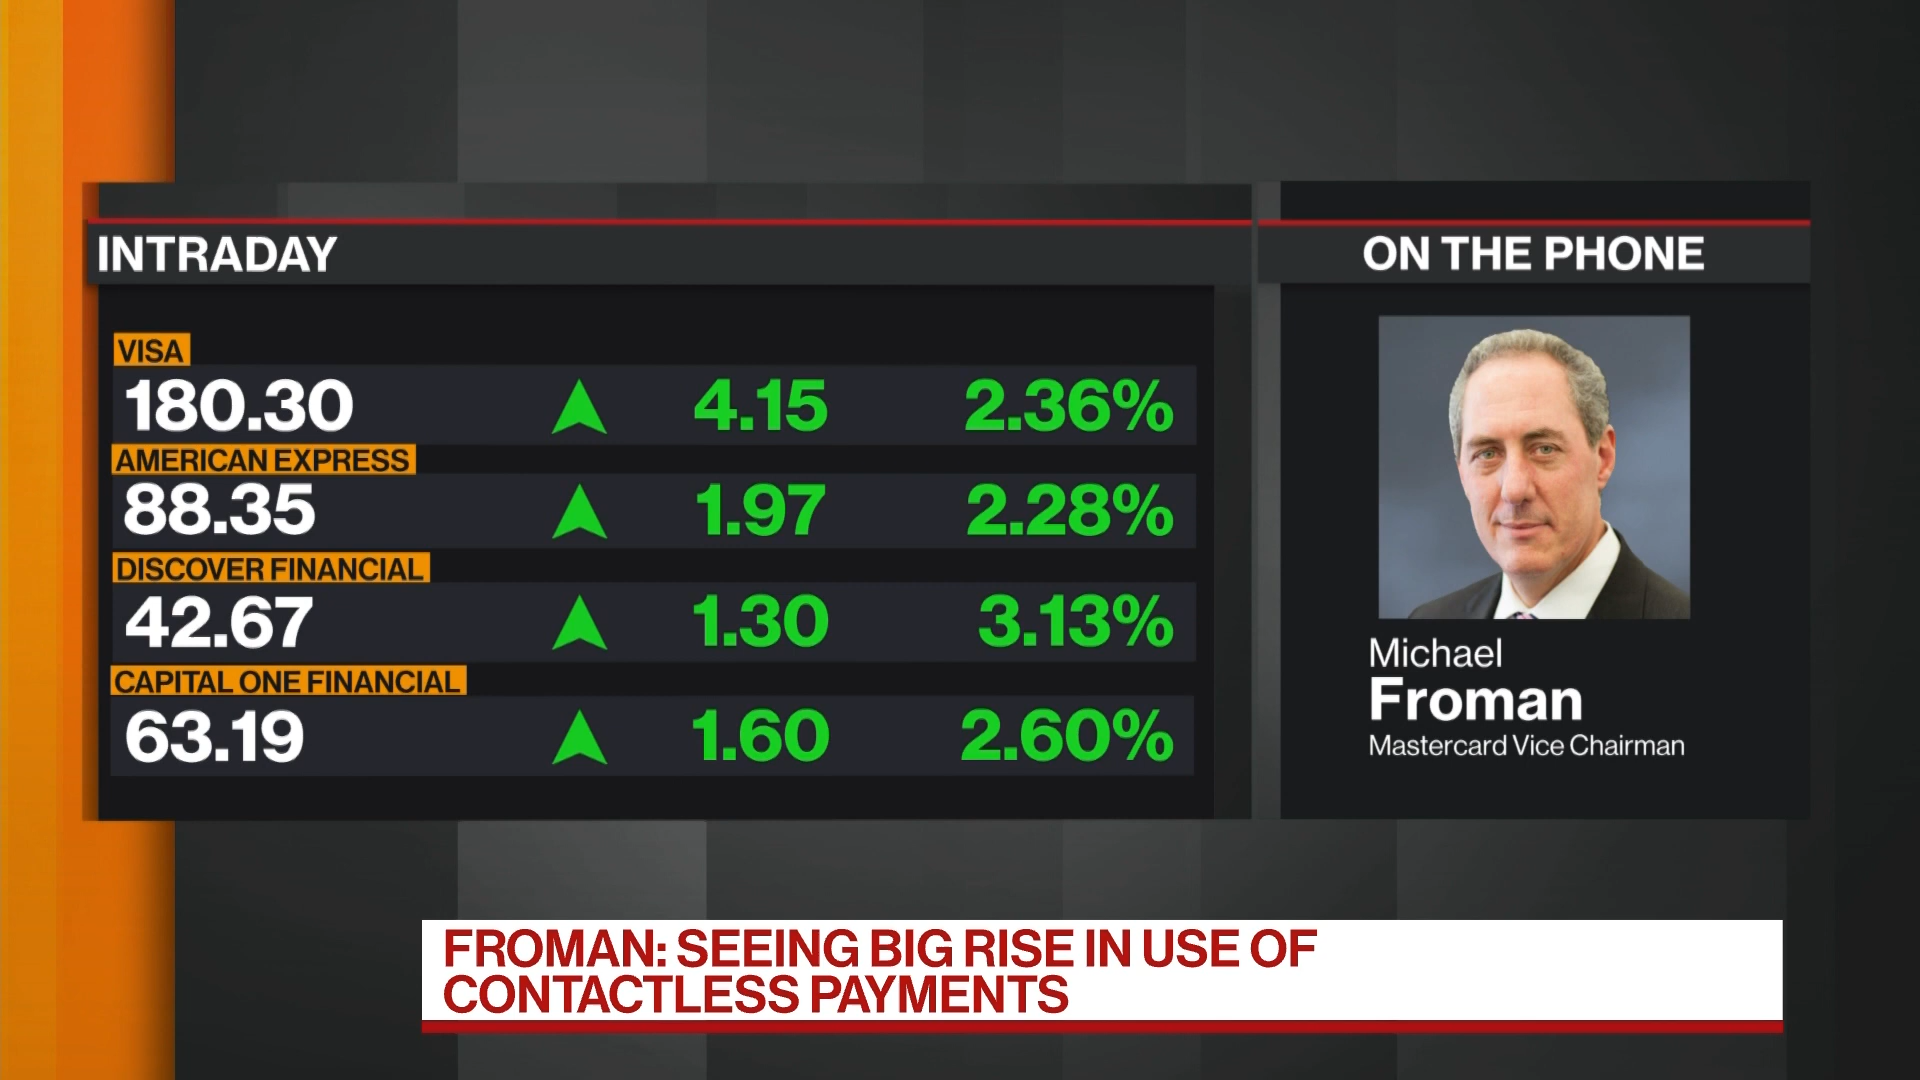 INTRADAY
VISA
180.30 ▲ 4.15 2.36%
AMERICAN EXPRESS
88.35 ▲ 1.97 2.28%
DISCOVER FINANCIAL
42.67 ▲ 1.30 3.13%
CAPITAL ONE FINANCIAL
63.19 ▲ 1.60 2.60%
ON THE PHONE
Michael
Froman
Mastercard Vice Chairman
FROMAN: SEEING BIG RISE IN USE OF
CONTACTLESS PAYMENTS